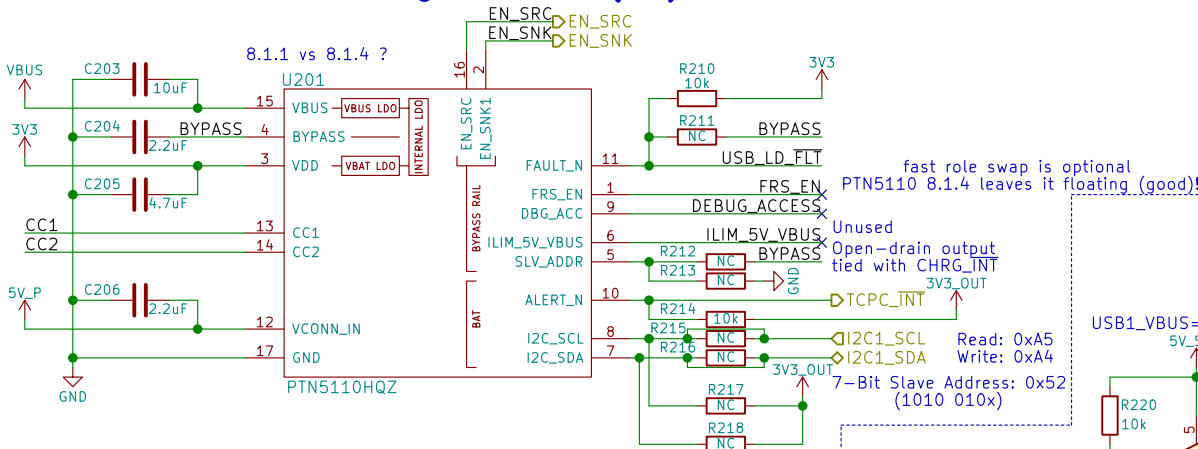 EN_SRC
EN_SRC
EN_SNK
EN_SNK
8.1.1 vs 8.1.4 ?
16
2
VBUS
C203
10uF
U201
15
VBUS
VBUS LDO
INTERNAL LDO
EN_SRC
EN_SNK1
3V3
C204
2.2uF
BYPASS
4
BYPASS
3
VDD
VBAT LDO
C205
4.7uF
BYPASS RAIL
CC1
13
CC1
CC2
14
CC2
5V_P
C206
2.2uF
12
VCONN_IN
BAT
17
GND
GND
PTN5110HQZ
R210
10k
3V3
R211
NC
BYPASS
FAULT_N
11
USB_LD_FLT
fast role swap is optional
PTN5110 8.1.4 leaves it floating (good)!
FRS_EN
1
FRS_EN
DBG_ACC
9
DEBUG_ACCESS
Unused
ILIM_5V_VBUS
6
ILIM_5V_VBUS
SLV_ADDR
5
R212
NC
BYPASS
Open-drain output
tied with CHRG_INT
R213
NC
GND
3V3_OUT
ALERT_N
10
TCPC_INT
R214
10k
I2C_SCL
8
R215
NC
I2C1_SCL
Read: 0xA5
I2C_SDA
7
R216
NC
I2C1_SDA
Write: 0xA4
3V3_OUT
7-Bit Slave Address: 0x52
(1010 010x)
R217
NC
R218
NC
USB1_VBUS=
R220
10k
5